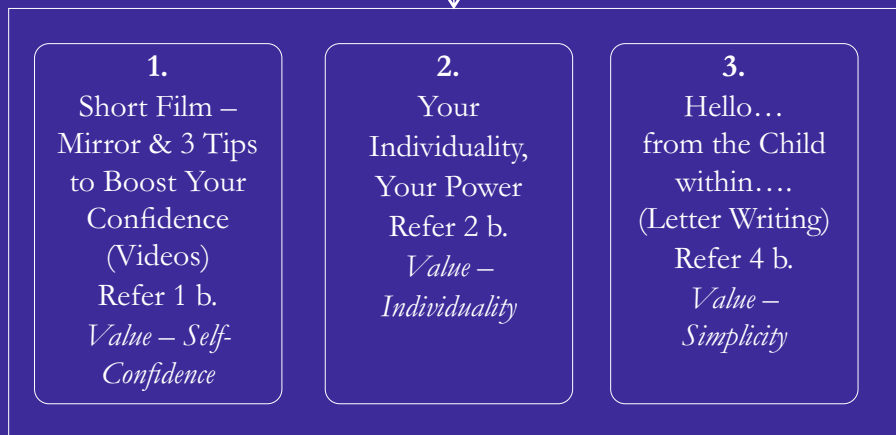 1.
Short Film –
Mirror & 3 Tips
to Boost Your
Confidence
(Videos)
Refer 1 b.
Value – Self-
Confidence
2.
Your
Individuality,
Your Power
Refer 2 b.
Value –
Individuality
3.
Hello…
from the Child
within….
(Letter Writing)
Refer 4 b.
Value –
Simplicity